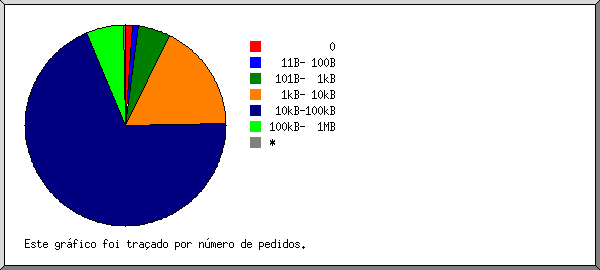 0
11B- 100B
101B- 1kB
1kB- 10kB
10kB-100kB
100kB- 1MB
*
Este gráfico foi traçado por número de pedidos.